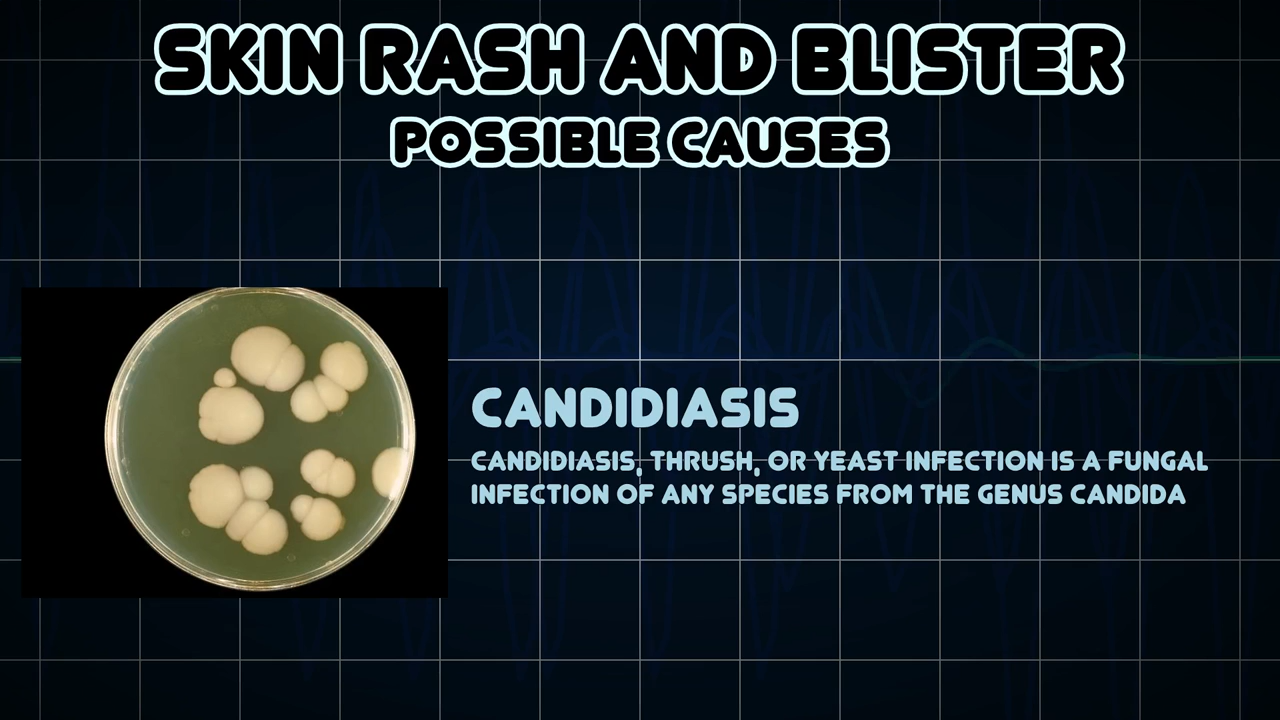 SKIN RASH AND BLISTER
POSSIBLE CAUSES
CANDIDIASIS
CANDIDIASIS, THRUSH, OR YEAST INFECTION IS A FUNGAL
INFECTION OF ANY SPECIES FROM THE GENUS CANDIDA